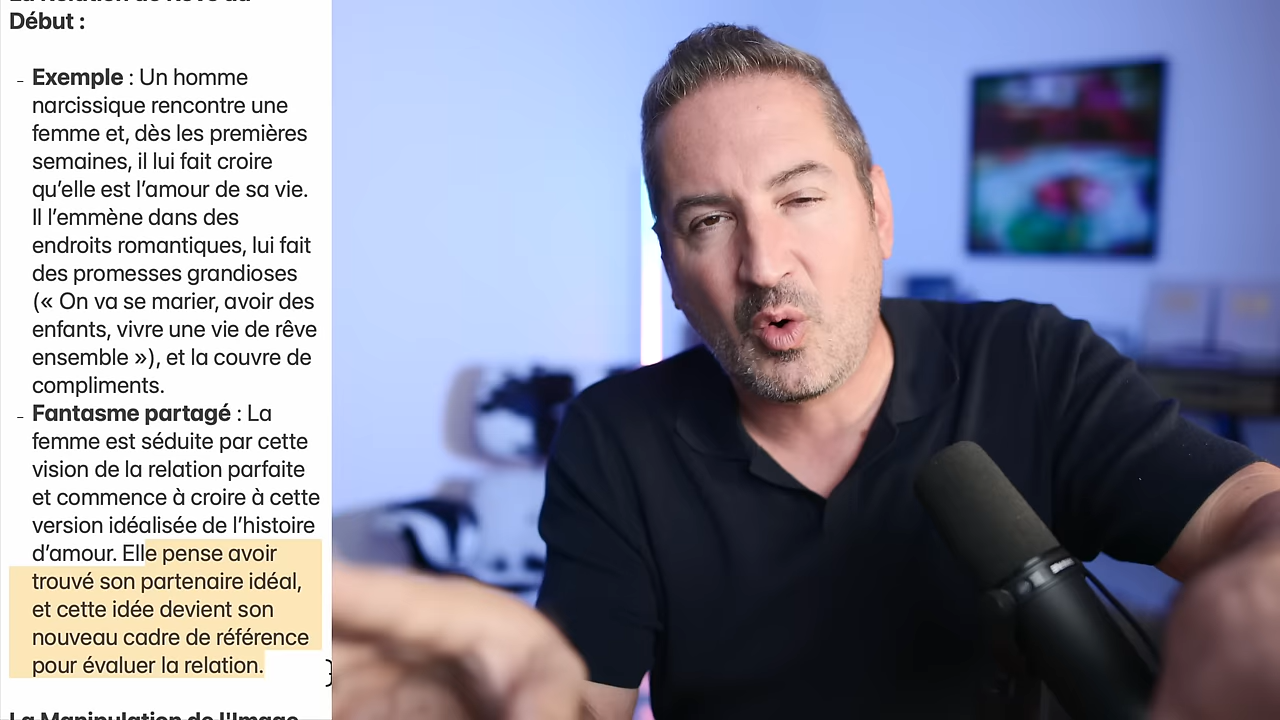 Début :
- Exemple : Un homme
narcissique rencontre une
femme et, dès les premières
semaines, il lui fait croire
qu'elle est l'amour de sa vie.
Il l'emmène dans des
endroits romantiques, lui fait
des promesses grandioses
(« On va se marier, avoir des
enfants, vivre une vie de rêve
ensemble »), et la couvre de
compliments.
- Fantasme partagé : La
femme est séduite par cette
vision de la relation parfaite
et commence à croire à cette
version idéalisée de l'histoire
d'amour. Elle pense avoir
trouvé son partenaire idéal,
et cette idée devient son
nouveau cadre de référence
pour évaluer la relation.
La Manipulation de l'Image